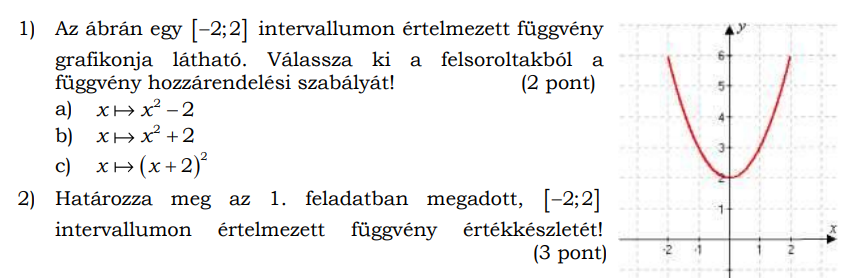 1) Az ábrán egy [−2;2] intervallumon értelmezett függvény
grafikonja látható. Válassza ki a felsoroltakból a
függvény hozzárendelési szabályát! (2 pont)
a) x ↦ x² − 2
b) x ↦ x² + 2
c) x ↦ (x + 2)²
2) Határozza meg az 1. feladatban megadott, [−2;2]
intervallumon értelmezett függvény értékkészletét!
(3 pont)
y
6
5
4
3
2
1
x
-2 -1 1 2